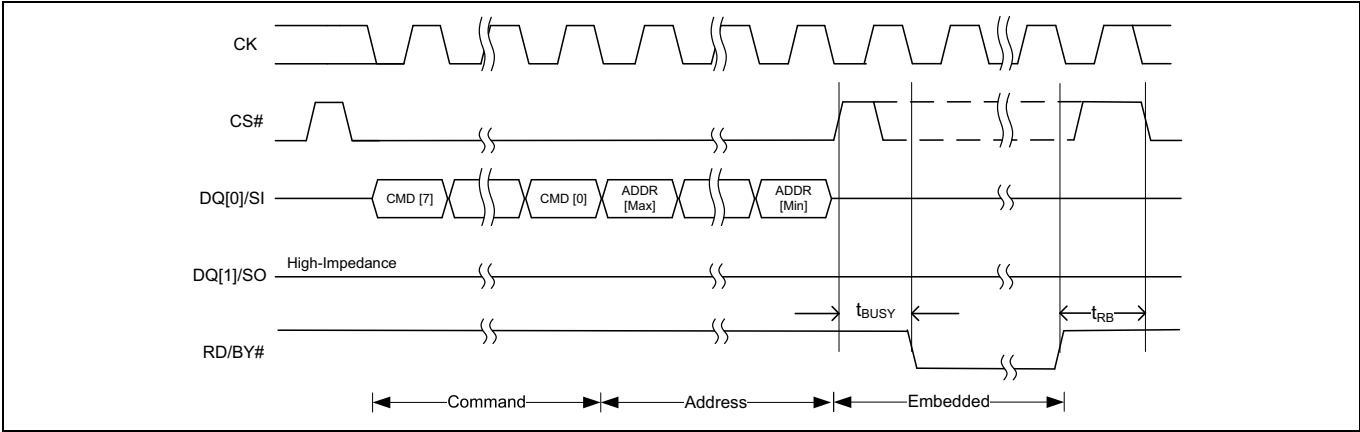 CK
CS#
DQ[0]/SI
CMD [7]
CMD [0]
ADDR
[Max]
ADDR
[Min]
DQ[1]/SO
High-Impedance
tBUSY
tRB
RD/BY#
Command
Address
Embedded